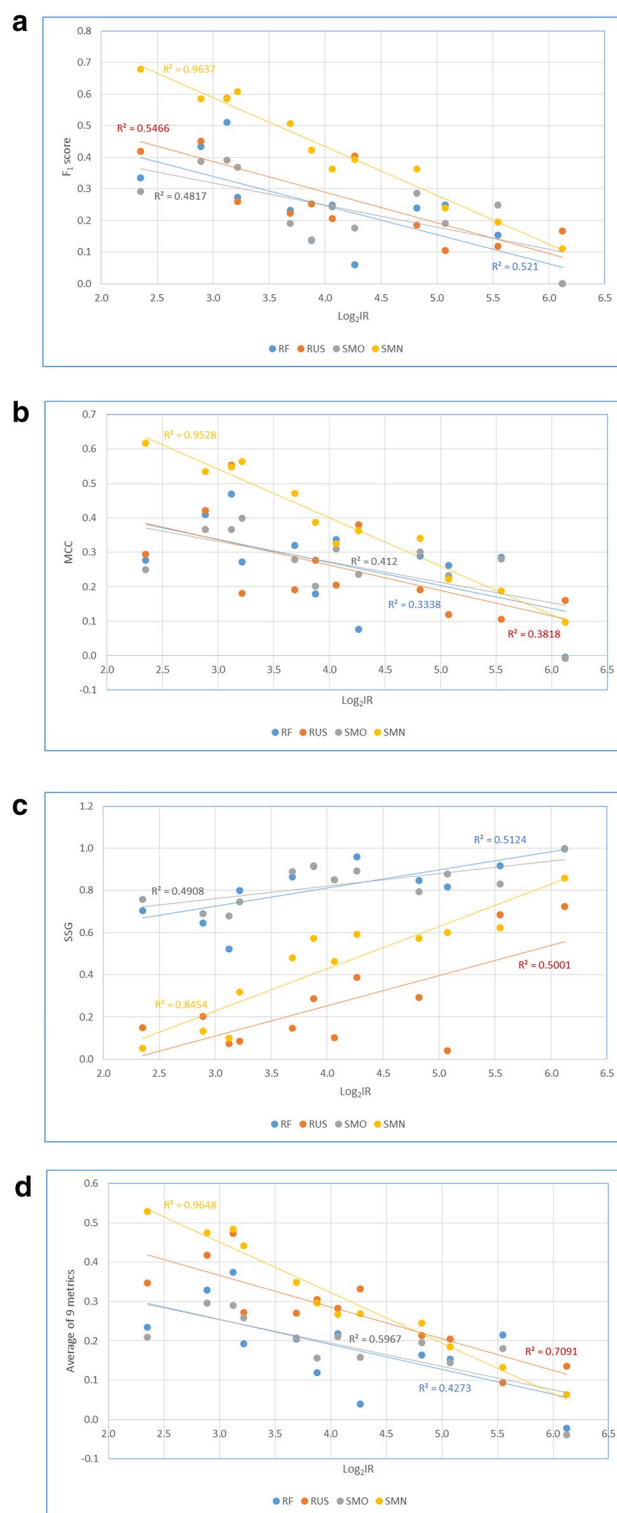 a
0.8
0.7
R² = 0.9637
0.6
R² = 0.5466
0.5
F₁ score
0.4
0.3
R² = 0.4817
0.2
0.1
R² = 0.521
0.0
2.0 2.5 3.0 3.5 4.0 4.5 5.0 5.5 6.0 6.5
Log₂IR
RF RUS SMO SMN
b
0.7
R² = 0.9528
0.6
0.5
0.4
MCC
0.3
R² = 0.412
0.2
R² = 0.3338
0.1
R² = 0.3818
0.0
2.0 2.5 3.0 3.5 4.0 4.5 5.0 5.5 6.0 6.5
-0.1
Log₂IR
RF RUS SMO SMN
c
1.2
1.0
R² = 0.5124
0.8
R² = 0.4908
SSG
0.6
R² = 0.5001
0.4
0.2
R² = 0.8454
0.0
2.0 2.5 3.0 3.5 4.0 4.5 5.0 5.5 6.0 6.5
Log₂IR
RF RUS SMO SMN
d
0.6
R² = 0.9648
0.5
0.4
Average of 9 metrics
0.3
0.2
R² = 0.5967
R² = 0.7091
0.1
R² = 0.4273
0.0
2.0 2.5 3.0 3.5 4.0 4.5 5.0 5.5 6.0 6.5
-0.1
Log₂IR
RF RUS SMO SMN